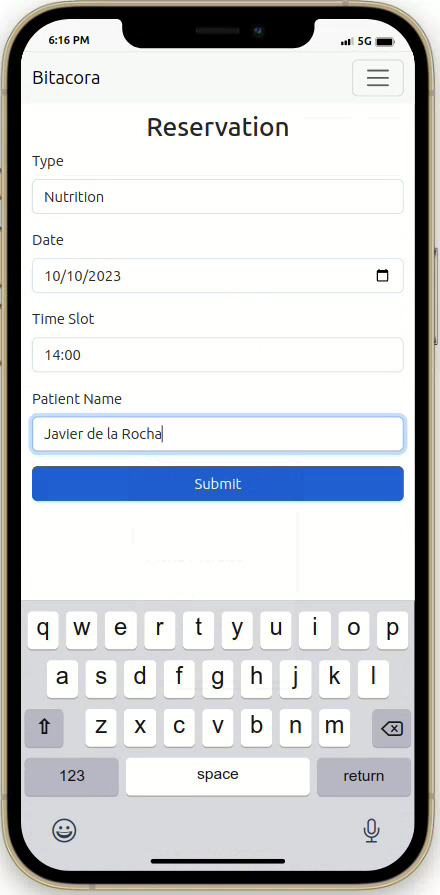 6:16 PM 5G
Bitacora
Reservation
Type
Nutrition
Date
10/10/2023
Time Slot
14:00
Patient Name
Javier de la Rocha
Submit
q w e r t y u i o p
a s d f g h j k l
z x c v b n m
123 space return